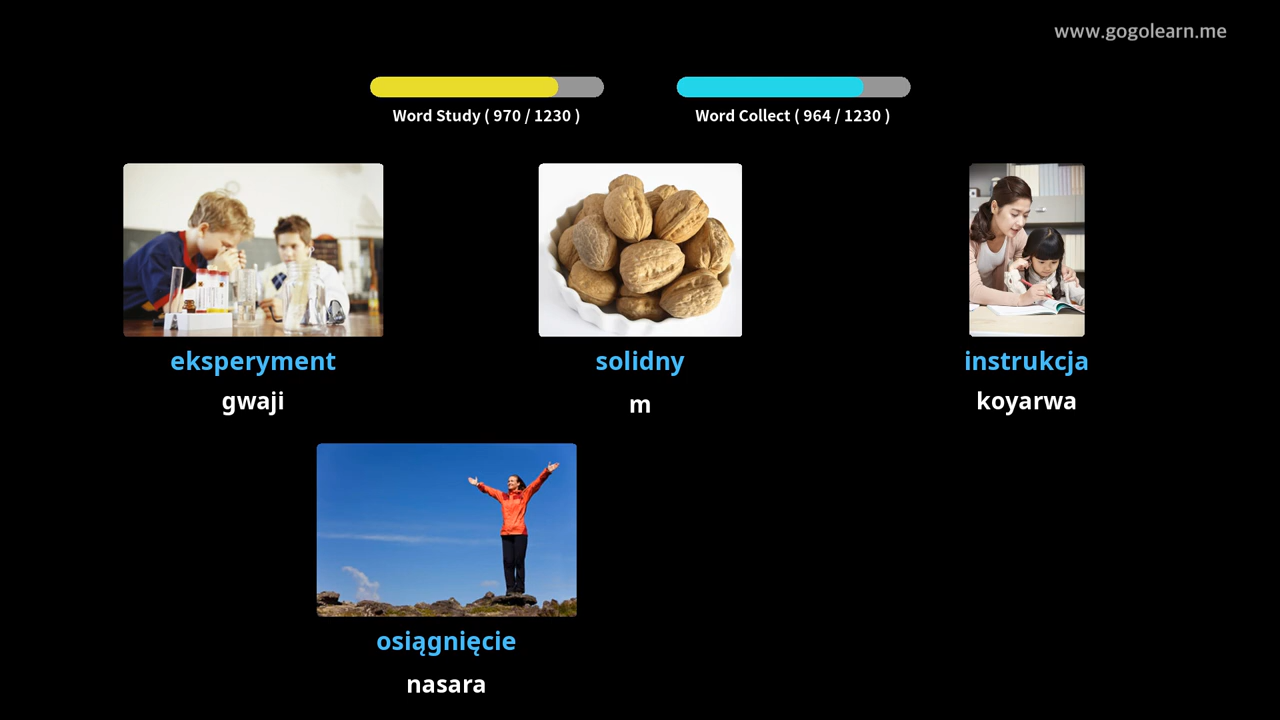 www.gogolearn.me
Word Study ( 970 / 1230 )
Word Collect ( 964 / 1230 )
eksperyment
gwaji
solidny
m
instrukcja
koyarwa
osiągnięcie
nasara